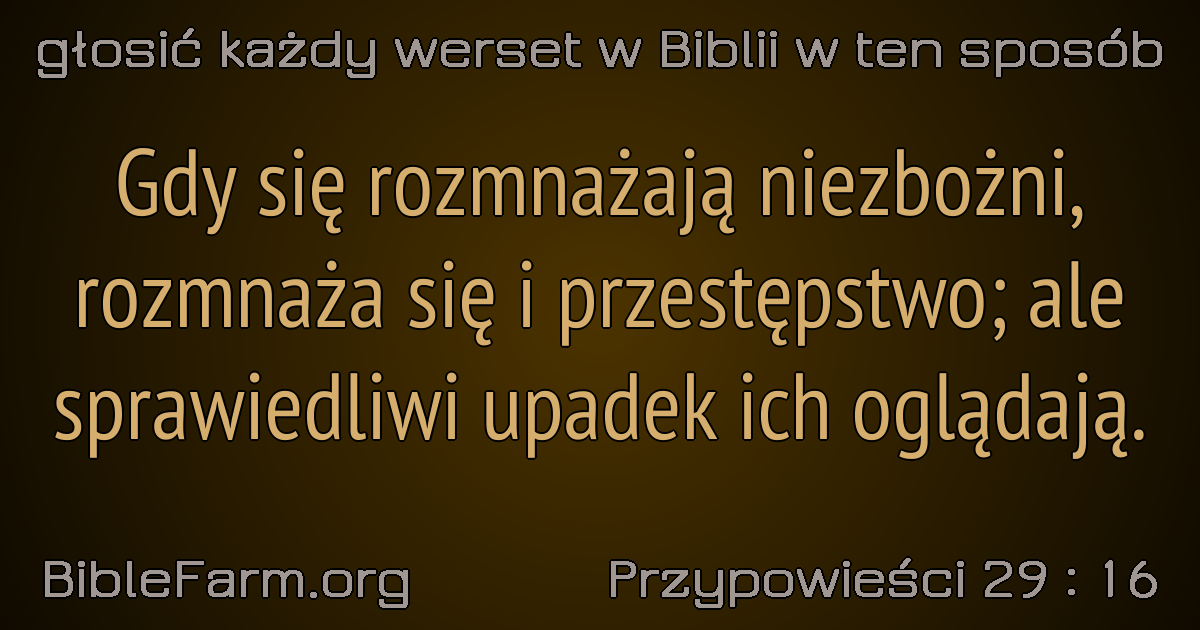 głosić każdy werset w Biblii w ten sposób
Gdy się rozmnażają niezbożni,
rozmnaża się i przestępstwo; ale
sprawiedliwi upadek ich oglądają.
BibleFarm.org
Przypowieści 29 : 16